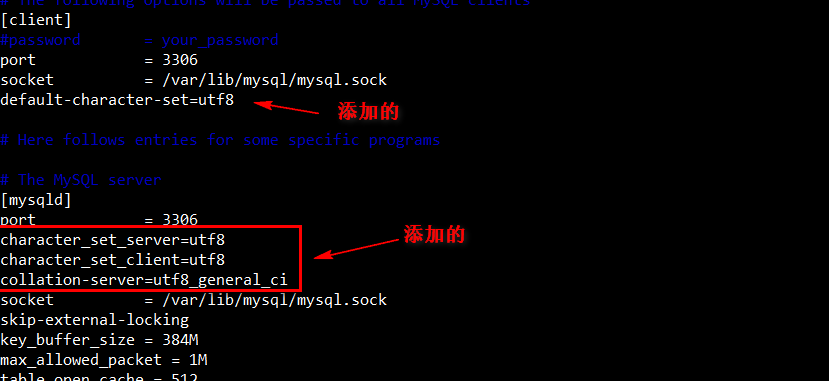 # The following options will be passed to all MySQL clients
[client]
#password       = your_password
port            = 3306
socket          = /var/lib/mysql/mysql.sock
default-character-set=utf8
添加的
# Here follows entries for some specific programs
# The MySQL server
[mysqld]
port            = 3306
character_set_server=utf8
添加的
character_set_client=utf8
collation-server=utf8_general_ci
socket          = /var/lib/mysql/mysql.sock
skip-external-locking
key_buffer_size = 384M
max_allowed_packet = 1M
table_open_cache = 512